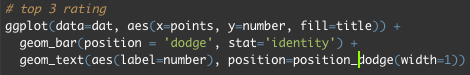 # top 3 rating
ggplot(data=dat, aes(x=points, y=number, fill=title)) +
  geom_bar(position = 'dodge', stat='identity') +
  geom_text(aes(label=number), position=position_dodge(width=1))